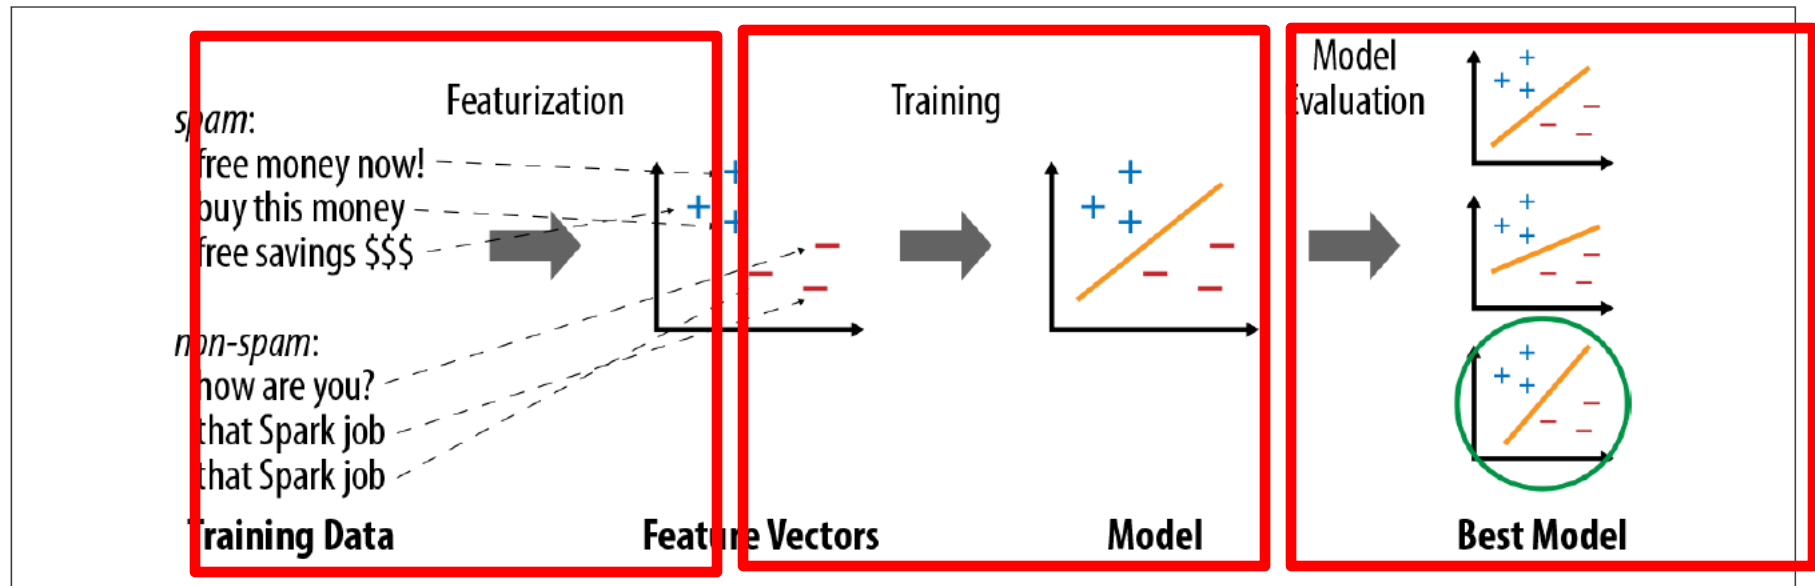 Featurization
Training
Model
Evaluation
spam:
free money now!
buy this money
free savings $$$
non-spam:
how are you?
that Spark job
that Spark job
Training Data
Feature Vectors
Model
Best Model